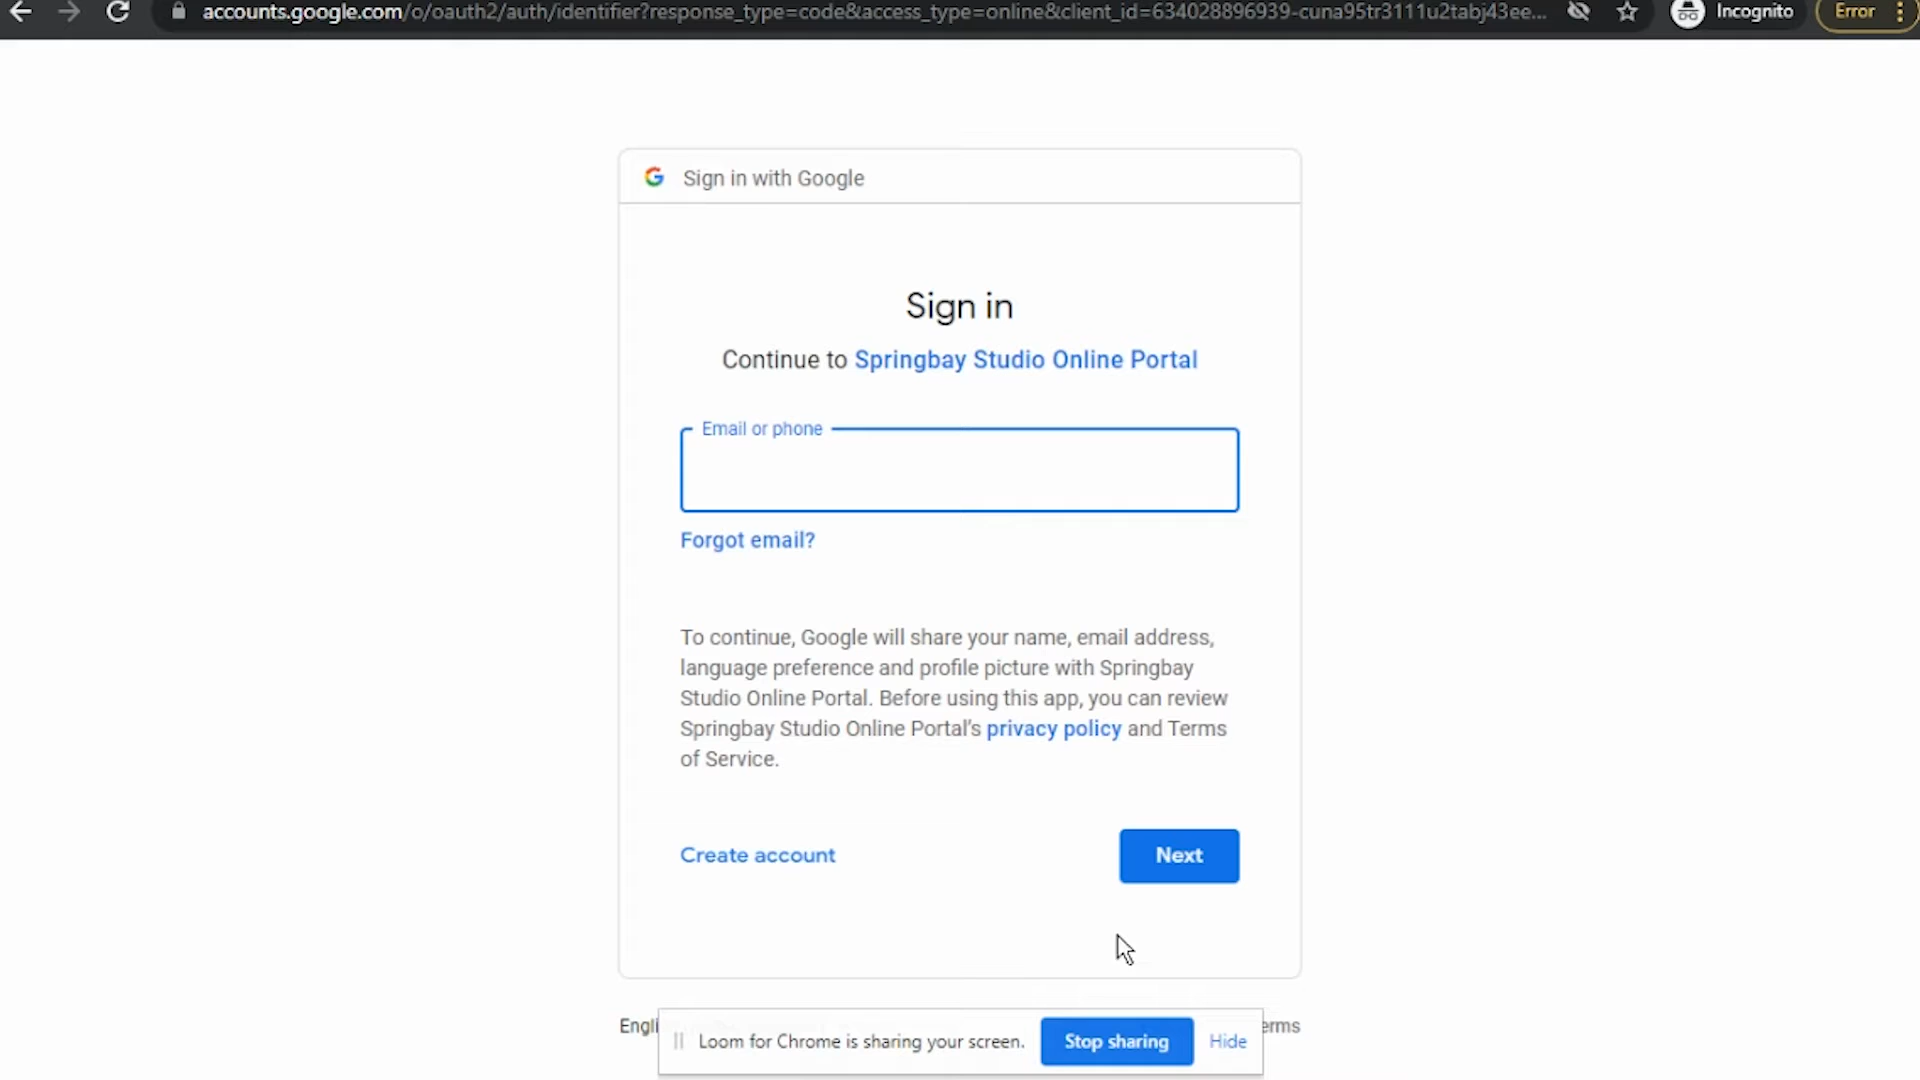 accounts.google.com/o/oauth2/auth/identifier?response_type=code&access_type=online&client_id=634028896939-cuna95tr3111u2tabj43ee... Incognito Error
Sign in with Google
Sign in
Continue to Springbay Studio Online Portal
Email or phone
Forgot email?
To continue, Google will share your name, email address,
language preference and profile picture with Springbay
Studio Online Portal. Before using this app, you can review
Springbay Studio Online Portal's privacy policy and Terms
of Service.
Create account Next
Engli erms
Loom for Chrome is sharing your screen. Stop sharing Hide